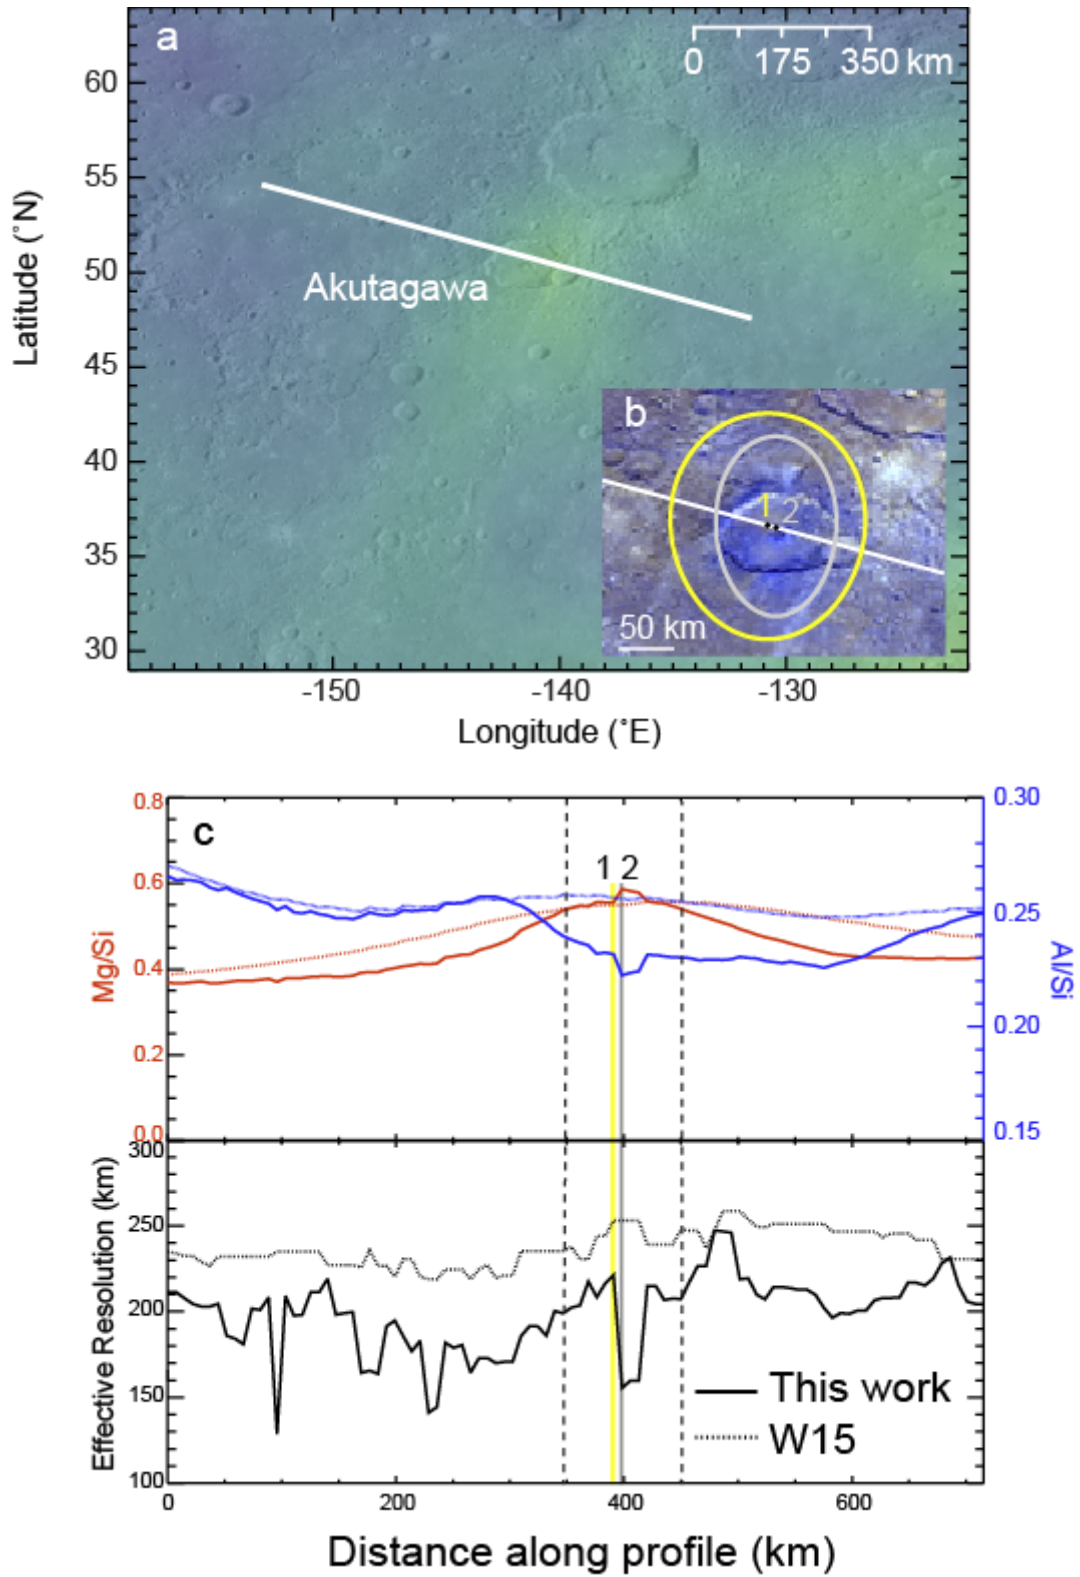 a
0 175 350 km
60
55
50
45
40
35
30
Latitude (°N)
Akutagawa
b
1 2
50 km
-150 -140 -130
Longitude (°E)
c
0.8
0.6
0.4
0.2
0.0
Mg/Si
1 2
0.30
0.25
0.20
0.15
Al/Si
300
250
200
150
100
Effective Resolution (km)
This work
W15
0 200 400 600
Distance along profile (km)